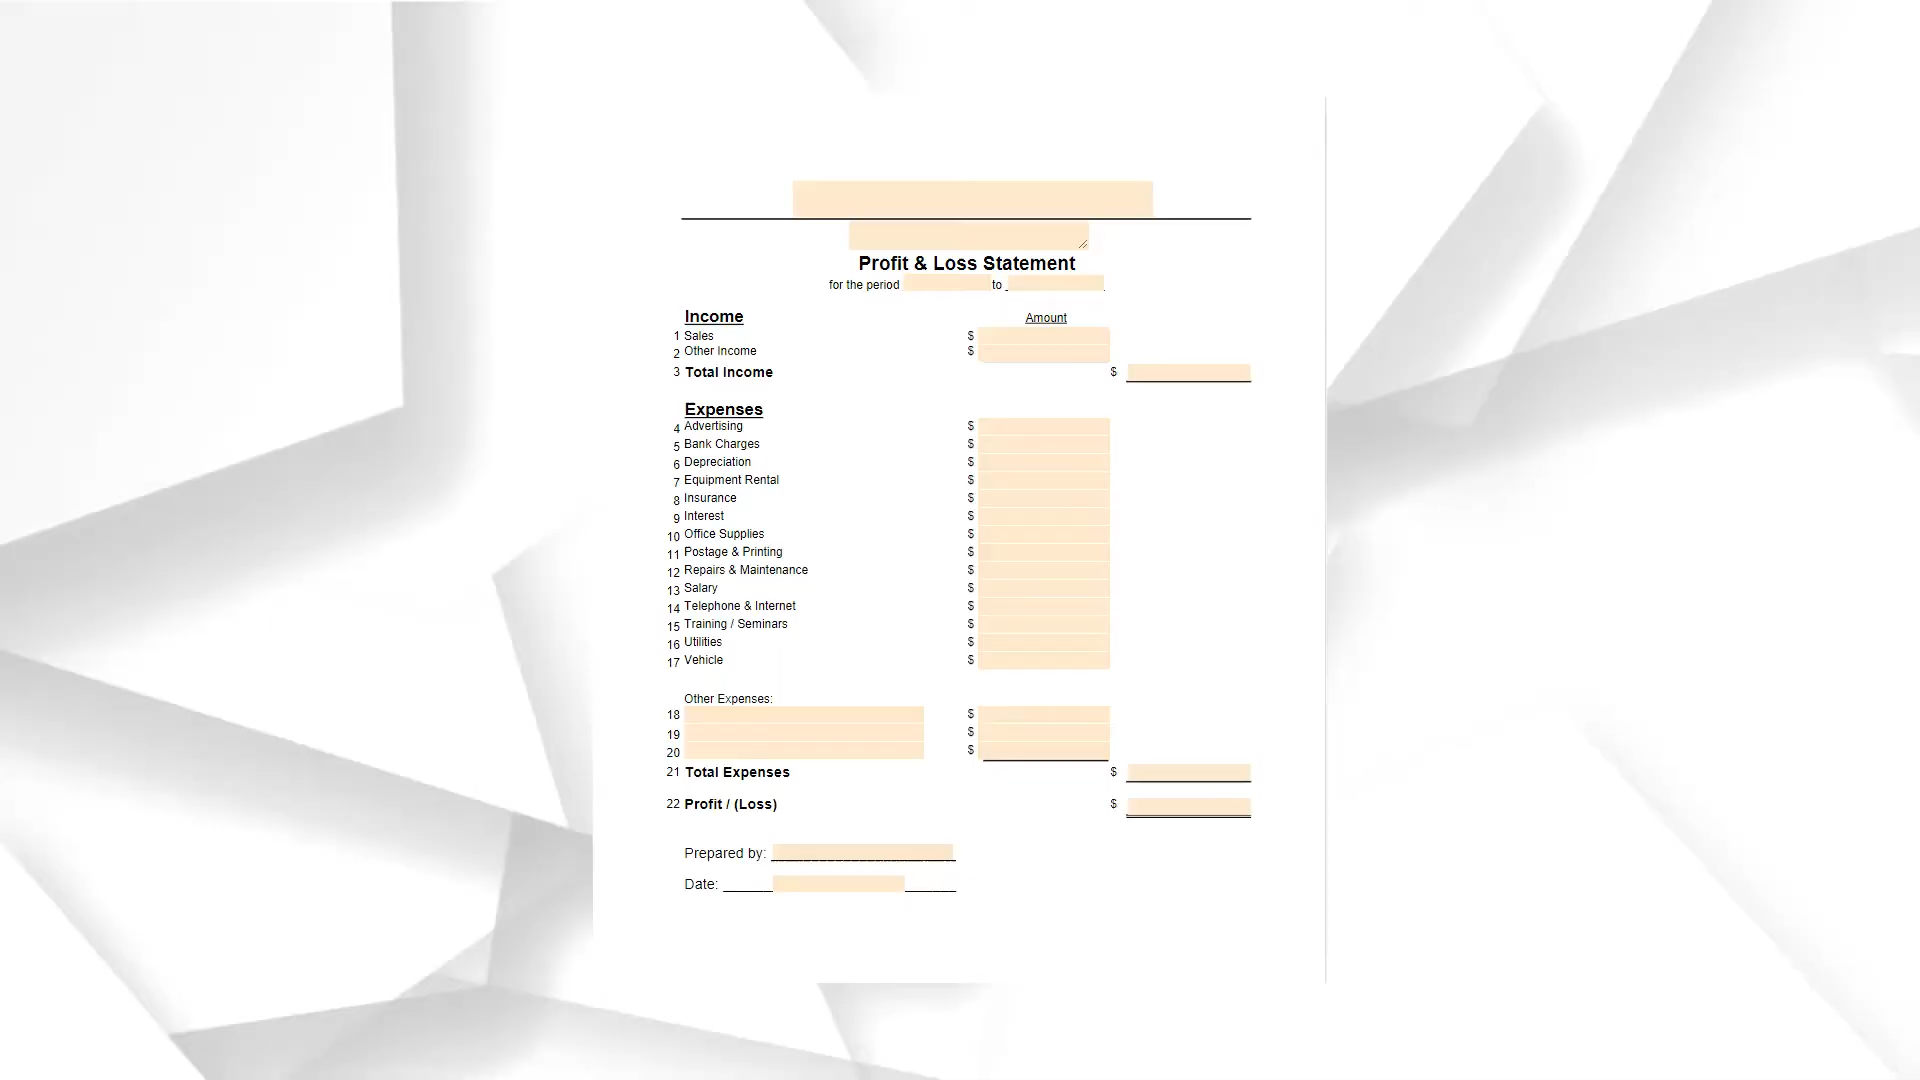 Profit & Loss Statement
for the period to
Income Amount
1 Sales $
2 Other Income $
3 Total Income $
Expenses
4 Advertising $
5 Bank Charges $
6 Depreciation $
7 Equipment Rental $
8 Insurance $
9 Interest $
10 Office Supplies $
11 Postage & Printing $
12 Repairs & Maintenance $
13 Salary $
14 Telephone & Internet $
15 Training / Seminars $
16 Utilities $
17 Vehicle $
Other Expenses:
18 $
19 $
20 $
21 Total Expenses $
22 Profit / (Loss) $
Prepared by:
Date: